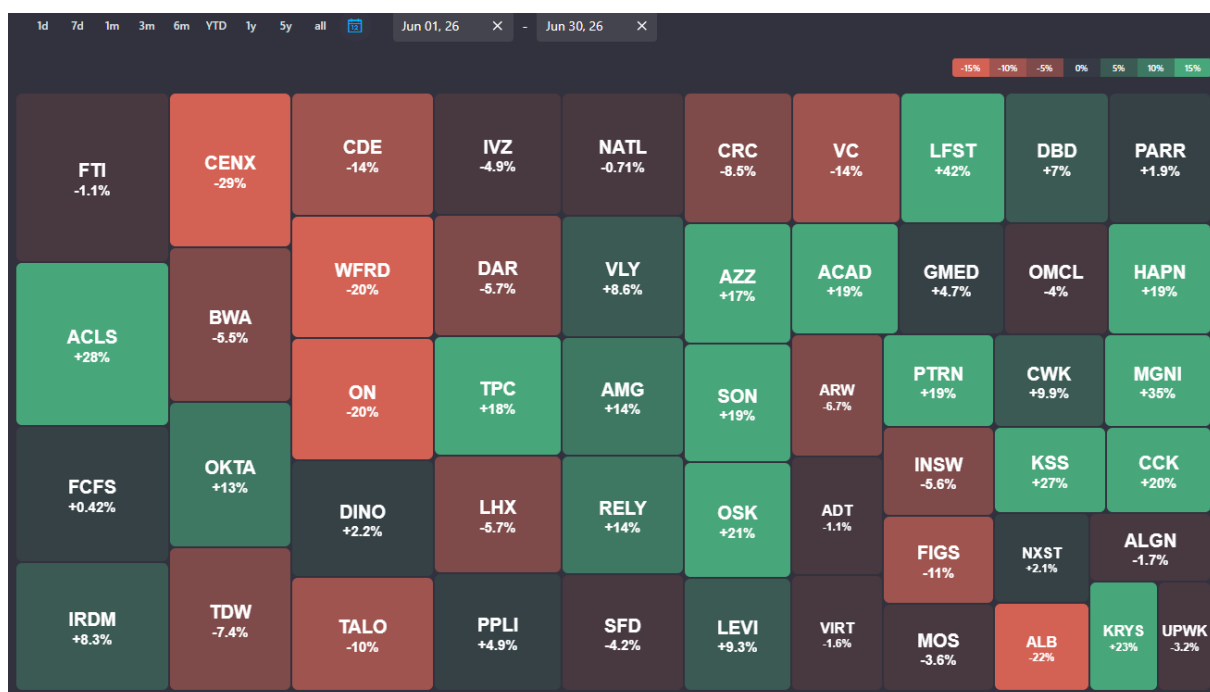 1d 7d 1m 3m 6m YTD 1y 5y all 12 Jun 01, 26 × - Jun 30, 26 ×
-15% -10% -5% 0% 5% 10% 15%
FTI
-1.1%
ACLS
+28%
FCFS
+0.42%
IRDM
+8.3%
CENX
-29%
BWA
-5.5%
OKTA
+13%
TDW
-7.4%
CDE
-14%
WFRD
-20%
ON
-20%
DINO
+2.2%
TALO
-10%
IVZ
-4.9%
DAR
-5.7%
TPC
+18%
LHX
-5.7%
PPLI
+4.9%
NATL
-0.71%
VLY
+8.6%
AMG
+14%
RELY
+14%
SFD
-4.2%
CRC
-8.5%
AZZ
+17%
SON
+19%
OSK
+21%
LEVI
+9.3%
VC
-14%
LFST
+42%
DBD
+7%
PARR
+1.9%
ACAD
+19%
GMED
+4.7%
OMCL
-4%
HAPN
+19%
ARW
-6.7%
ADT
-1.1%
VIRT
-1.6%
PTRN
+19%
CWK
+9.9%
MGNI
+35%
INSW
-5.6%
KSS
+27%
CCK
+20%
FIGS
-11%
NXST
+2.1%
ALGN
-1.7%
MOS
-3.6%
ALB
-22%
KRYS
+23%
UPWK
-3.2%